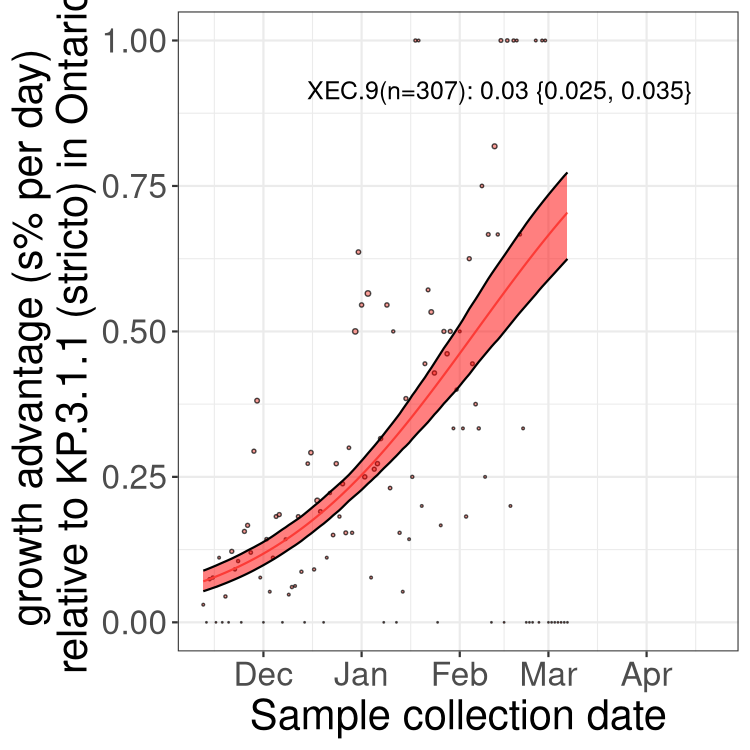 growth advantage (s% per day)
relative to KP.3.1.1 (stricto) in Ontario
1.00
0.75
0.50
0.25
0.00
XEC.9(n=307): 0.03 {0.025, 0.035}
Dec Jan Feb Mar Apr
Sample collection date